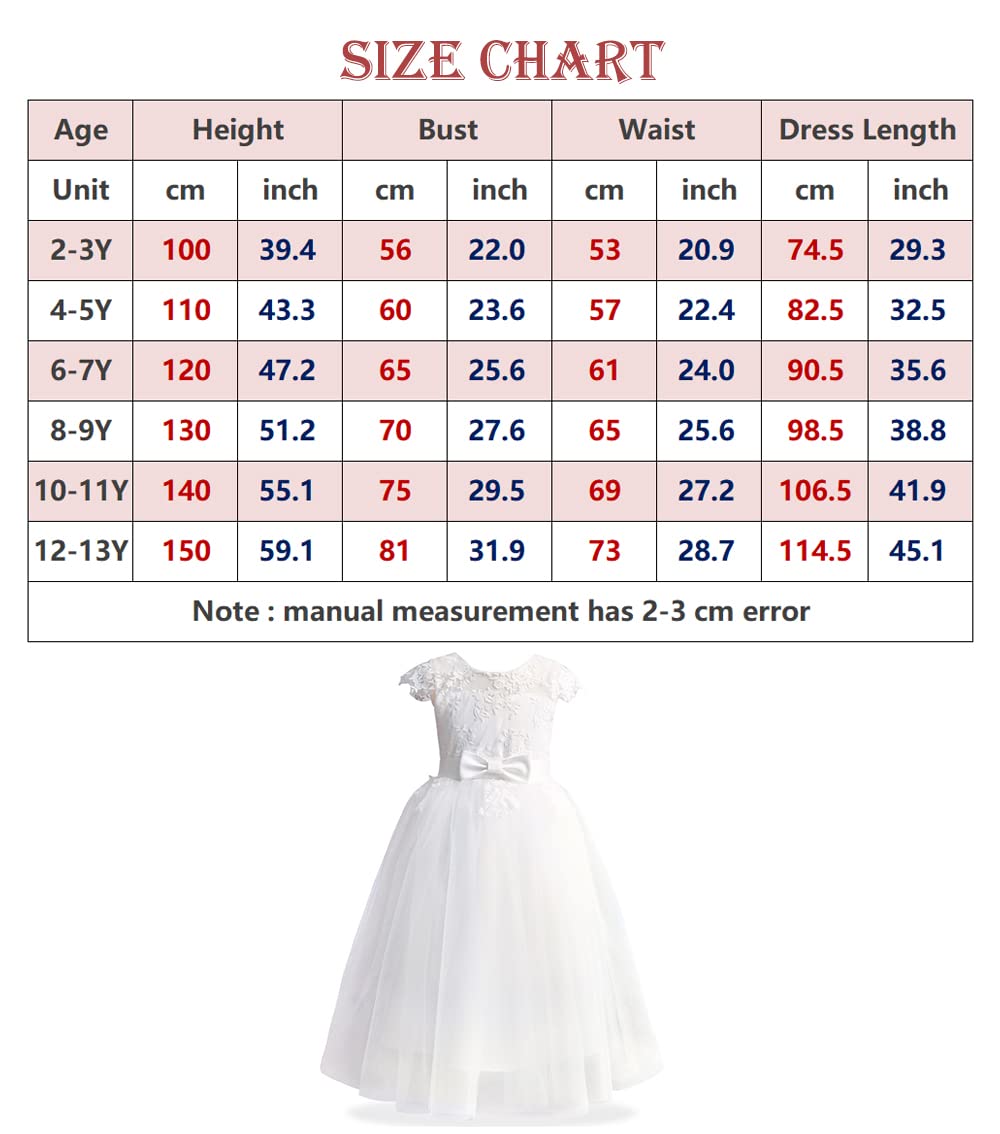 SIZE CHART
Age Height Bust Waist Dress Length
Unit cm inch cm inch cm inch cm inch
2-3Y 100 39.4 56 22.0 53 20.9 74.5 29.3
4-5Y 110 43.3 60 23.6 57 22.4 82.5 32.5
6-7Y 120 47.2 65 25.6 61 24.0 90.5 35.6
8-9Y 130 51.2 70 27.6 65 25.6 98.5 38.8
10-11Y 140 55.1 75 29.5 69 27.2 106.5 41.9
12-13Y 150 59.1 81 31.9 73 28.7 114.5 45.1
Note : manual measurement has 2-3 cm error